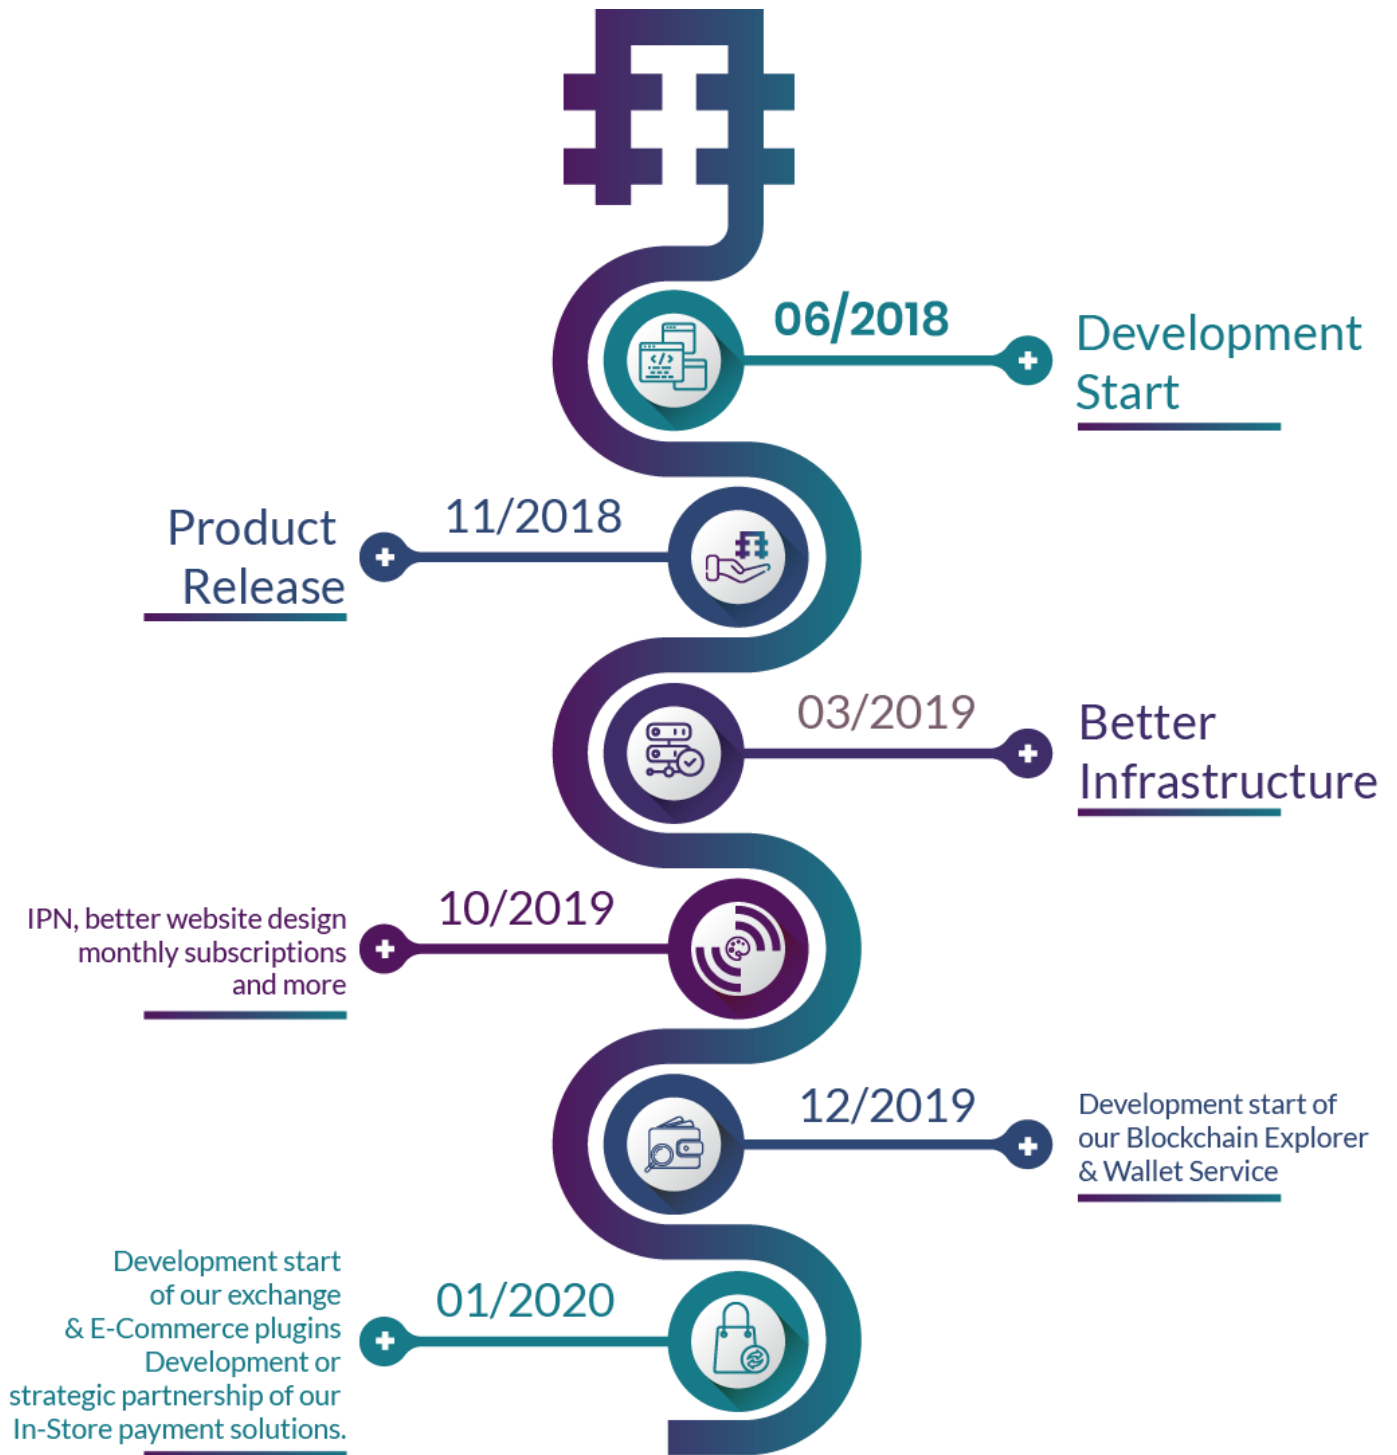 06/2018
Development
Start
11/2018
Product
Release
03/2019
Better
Infrastructure
10/2019
IPN, better website design
monthly subscriptions
and more
12/2019
Development start of
our Blockchain Explorer
& Wallet Service
01/2020
Development start
of our exchange
& E-Commerce plugins
Development or
strategic partnership of our
In-Store payment solutions.